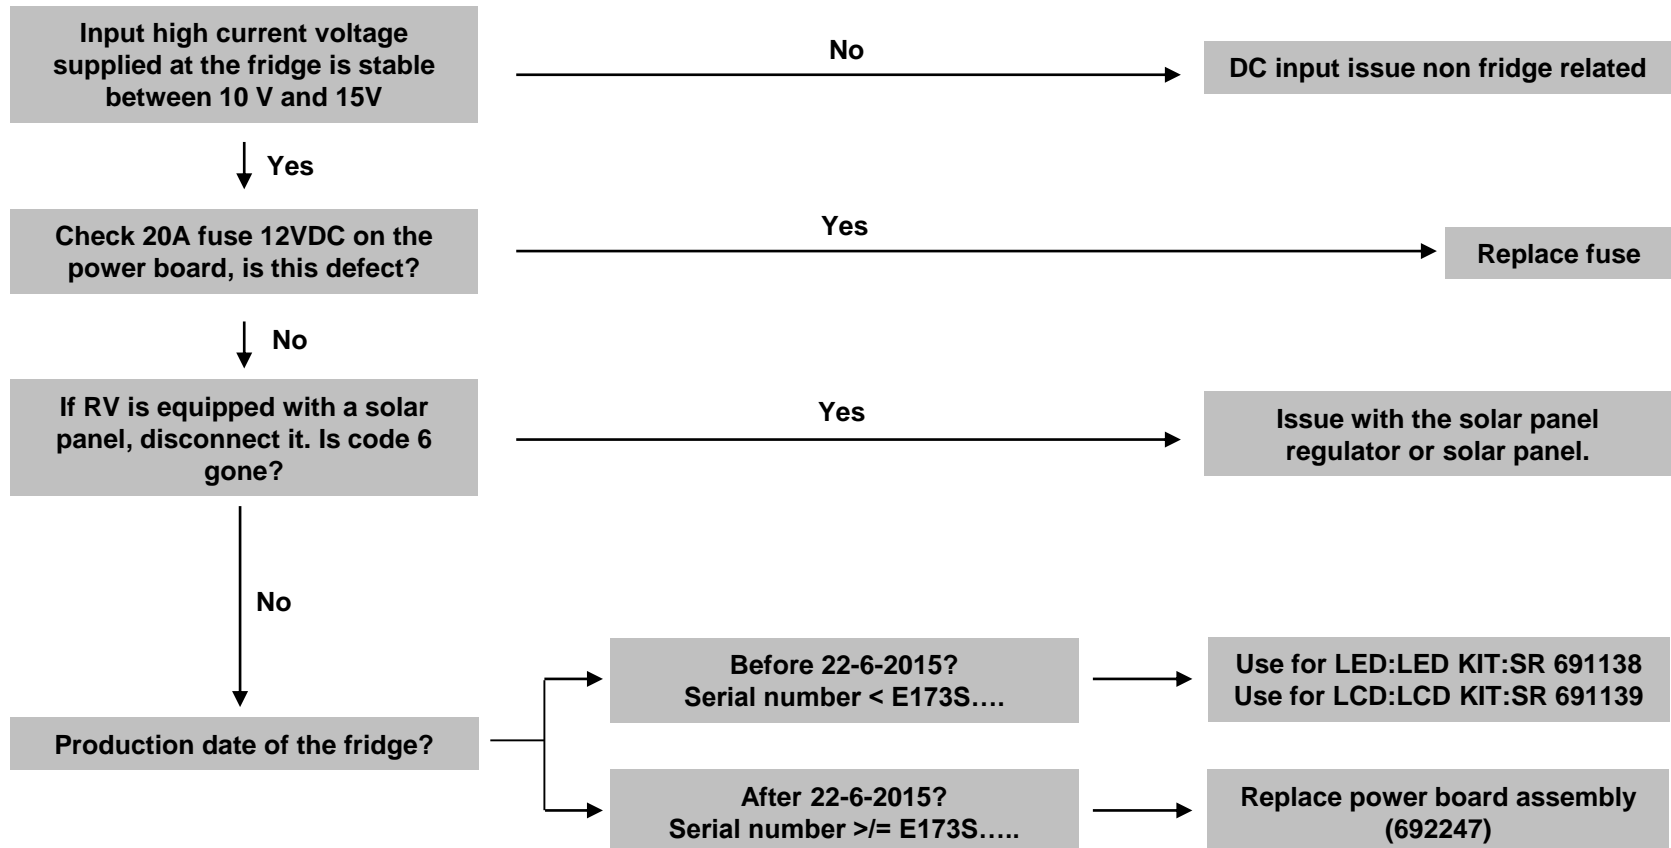 Input high current voltage
supplied at the fridge is stable
between 10 V and 15V
No
DC input issue non fridge related
Yes
Check 20A fuse 12VDC on the
power board, is this defect?
Yes
Replace fuse
No
If RV is equipped with a solar
panel, disconnect it. Is code 6
gone?
Yes
Issue with the solar panel
regulator or solar panel.
No
Production date of the fridge?
Before 22-6-2015?
Serial number < E173S….
Use for LED:LED KIT:SR 691138
Use for LCD:LCD KIT:SR 691139
After 22-6-2015?
Serial number >/= E173S…..
Replace power board assembly
(692247)